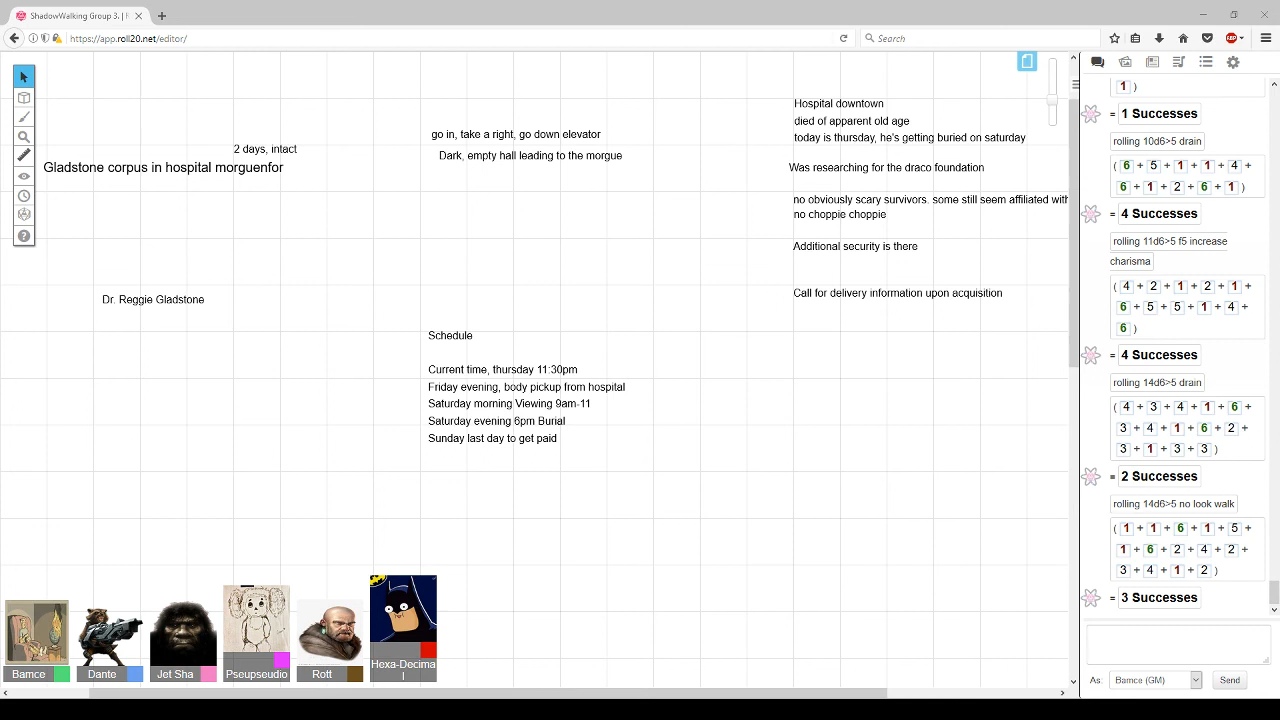 ShadowWalking Group 3. | R
https://app.roll20.net/editor/
Search
Hospital downtown
died of apparent old age
today is thursday, he's getting buried on saturday
go in, take a right, go down elevator
2 days, intact
Dark, empty hall leading to the morgue
Gladstone corpus in hospital morguenfor
Was researching for the draco foundation
no obviously scary survivors. some still seem affiliated with
no choppie choppie
Additional security is there
Call for delivery information upon acquisition
Dr. Reggie Gladstone
Schedule
Current time, thursday 11:30pm
Friday evening, body pickup from hospital
Saturday morning Viewing 9am-11
Saturday evening 6pm Burial
Sunday last day to get paid
Bamce
Dante
Jet Sha
Pseupseudio
Rott
Hexa-Decima
l
1 )
= 1 Successes
rolling 10d6>5 drain
( 6 + 5 + 1 + 1 + 4 +
6 + 1 + 2 + 6 + 1 )
= 4 Successes
rolling 11d6>5 f5 increase
charisma
( 4 + 2 + 1 + 2 + 1 +
6 + 5 + 5 + 1 + 4 +
6 )
= 4 Successes
rolling 14d6>5 drain
( 4 + 3 + 4 + 1 + 6 +
3 + 4 + 1 + 6 + 2 +
3 + 1 + 3 + 3 )
= 2 Successes
rolling 14d6>5 no look walk
( 1 + 1 + 6 + 1 + 5 +
1 + 6 + 2 + 4 + 2 +
3 + 4 + 1 + 2 )
= 3 Successes
As: Bamce (GM) Send